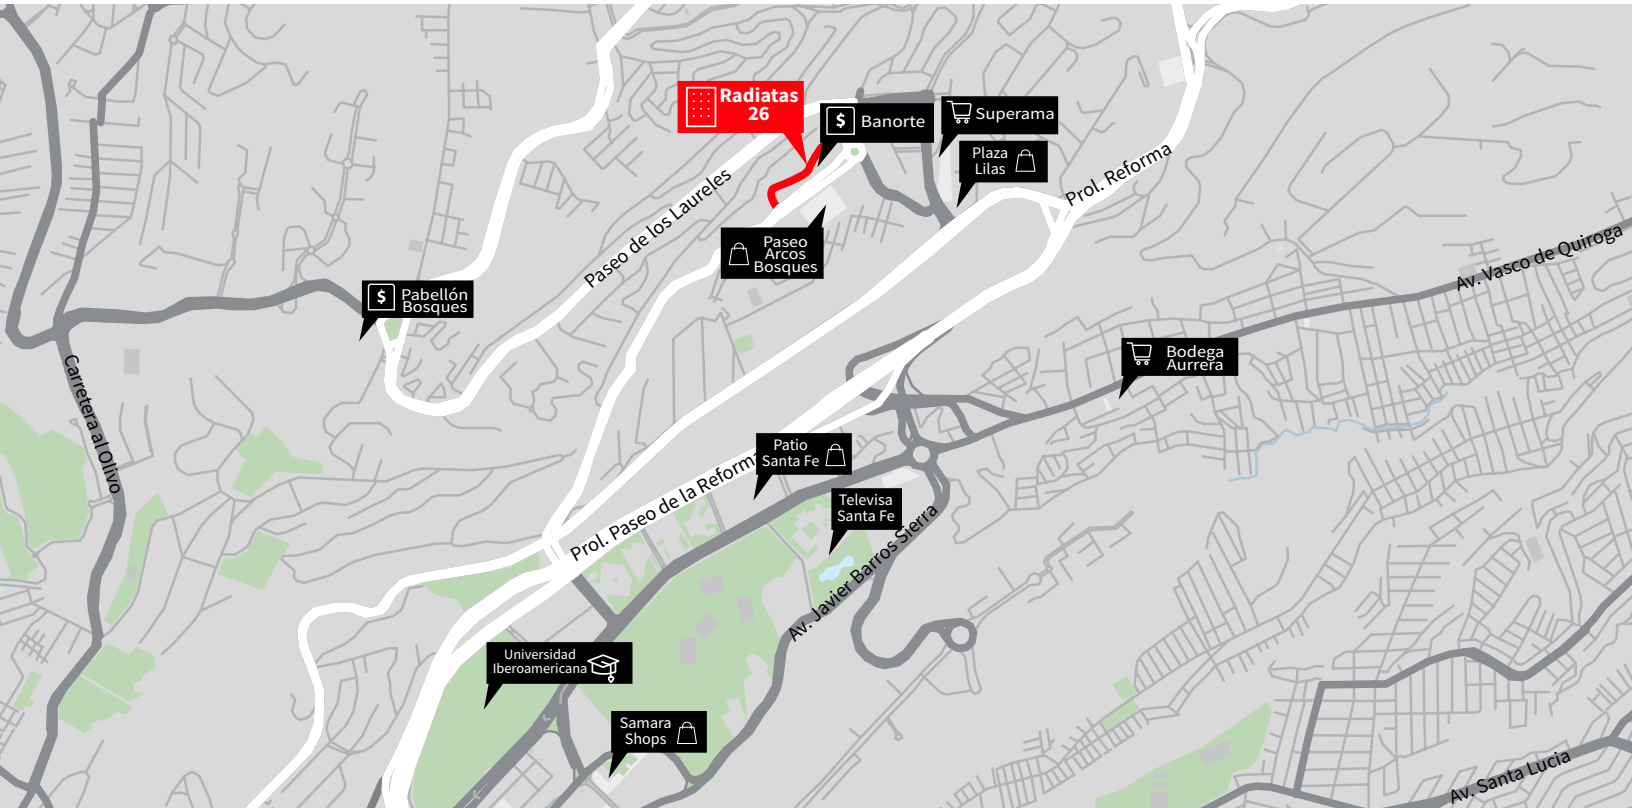 Radiatas
26
$
Banorte
Superama
Plaza
Lilas
Prol. Reforma
Paseo de los Laureles
Paseo
Arcos
Bosques
Av. Vasco de Quiroga
$
Pabellón
Bosques
Carretera al Olivo
Bodega
Aurrera
Patio
Santa Fe
Prol. Paseo de la Reforma
Televisa
Santa Fe
Av. Javier Barros Sierra
Universidad
Iberoamericana
Samara
Shops
Av. Santa Lucia